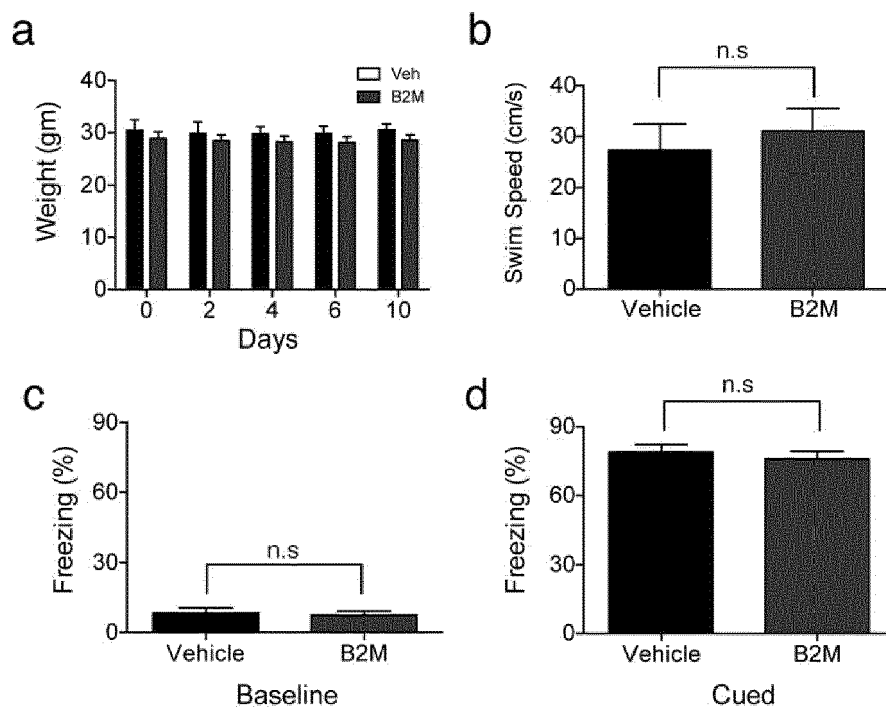 a
Weight (gm)
40
30
20
10
0
Veh
B2M
0 2 4 6 10
Days
b
Swim Speed (cm/s)
40
30
20
10
0
n.s
Vehicle B2M
c
Freezing (%)
90
60
30
0
n.s
Vehicle B2M
Baseline
d
Freezing (%)
90
60
30
0
n.s
Vehicle B2M
Cued